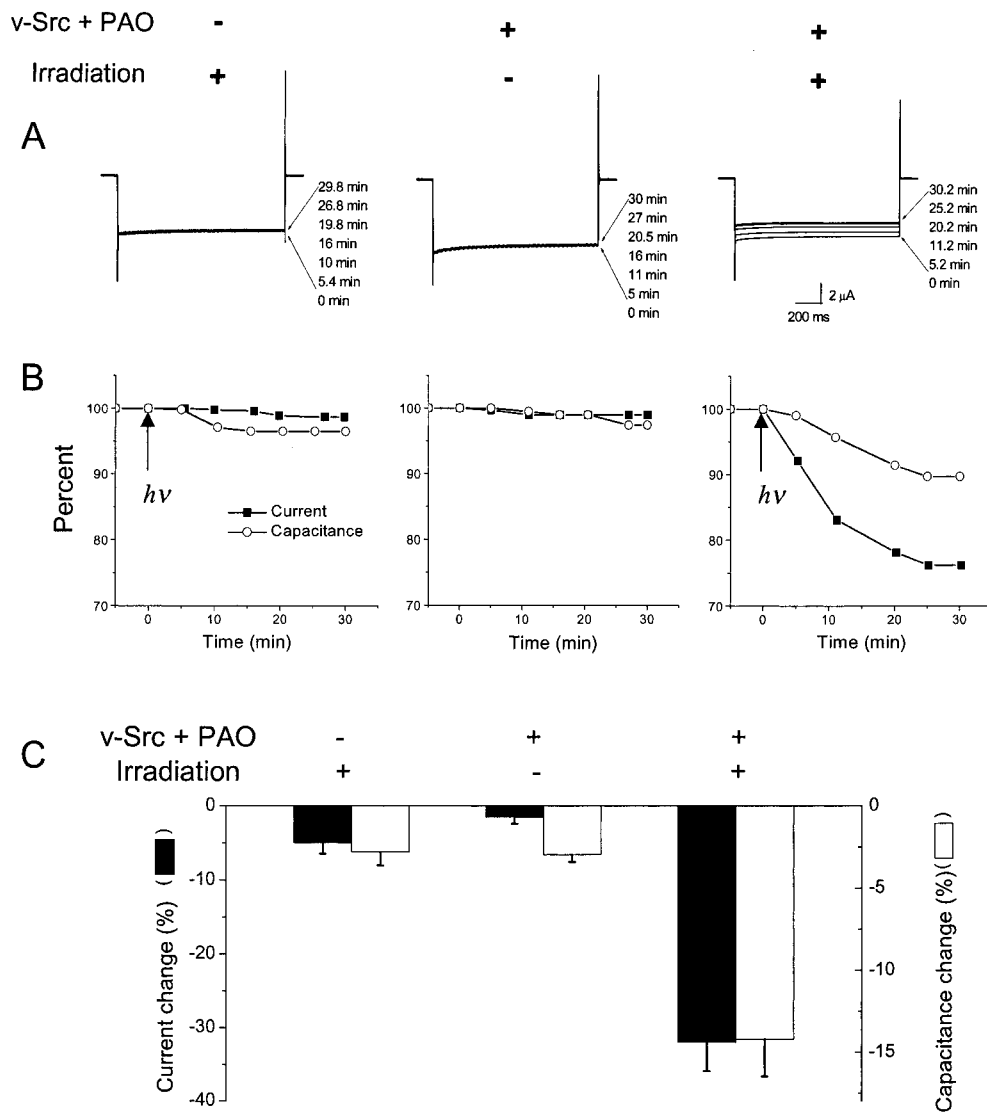 v-Src + PAO - + +
Irradiation + - +
A
29.8 min
26.8 min
19.8 min
16 min
10 min
5.4 min
0 min
30 min
27 min
20.5 min
16 min
11 min
5 min
0 min
30.2 min
25.2 min
20.2 min
11.2 min
5.2 min
0 min
2 µA
200 ms
B
Percent
100
90
80
70
hν
Current
Capacitance
0 10 20 30
Time (min)
100
90
80
70
0 10 20 30
Time (min)
100
90
80
70
hν
0 10 20 30
Time (min)
C
v-Src + PAO - + +
Irradiation + - +
Current change (%) ( )
0
-10
-20
-30
-40
0
-5
-10
-15
Capacitance change (%) ( )